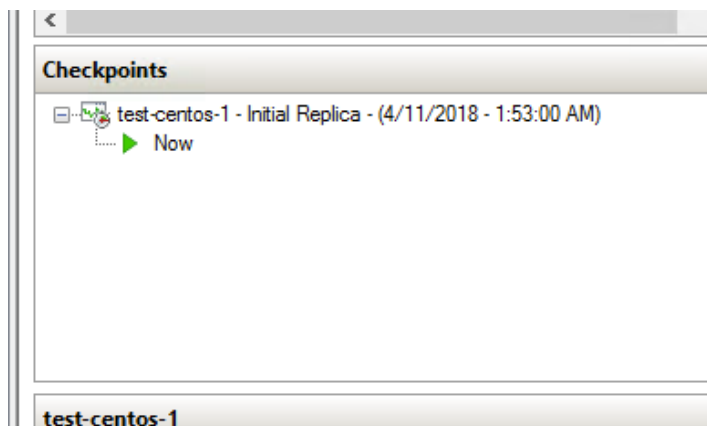 Checkpoints
test-centos-1 - Initial Replica - (4/11/2018 - 1:53:00 AM)
Now
test-centos-1